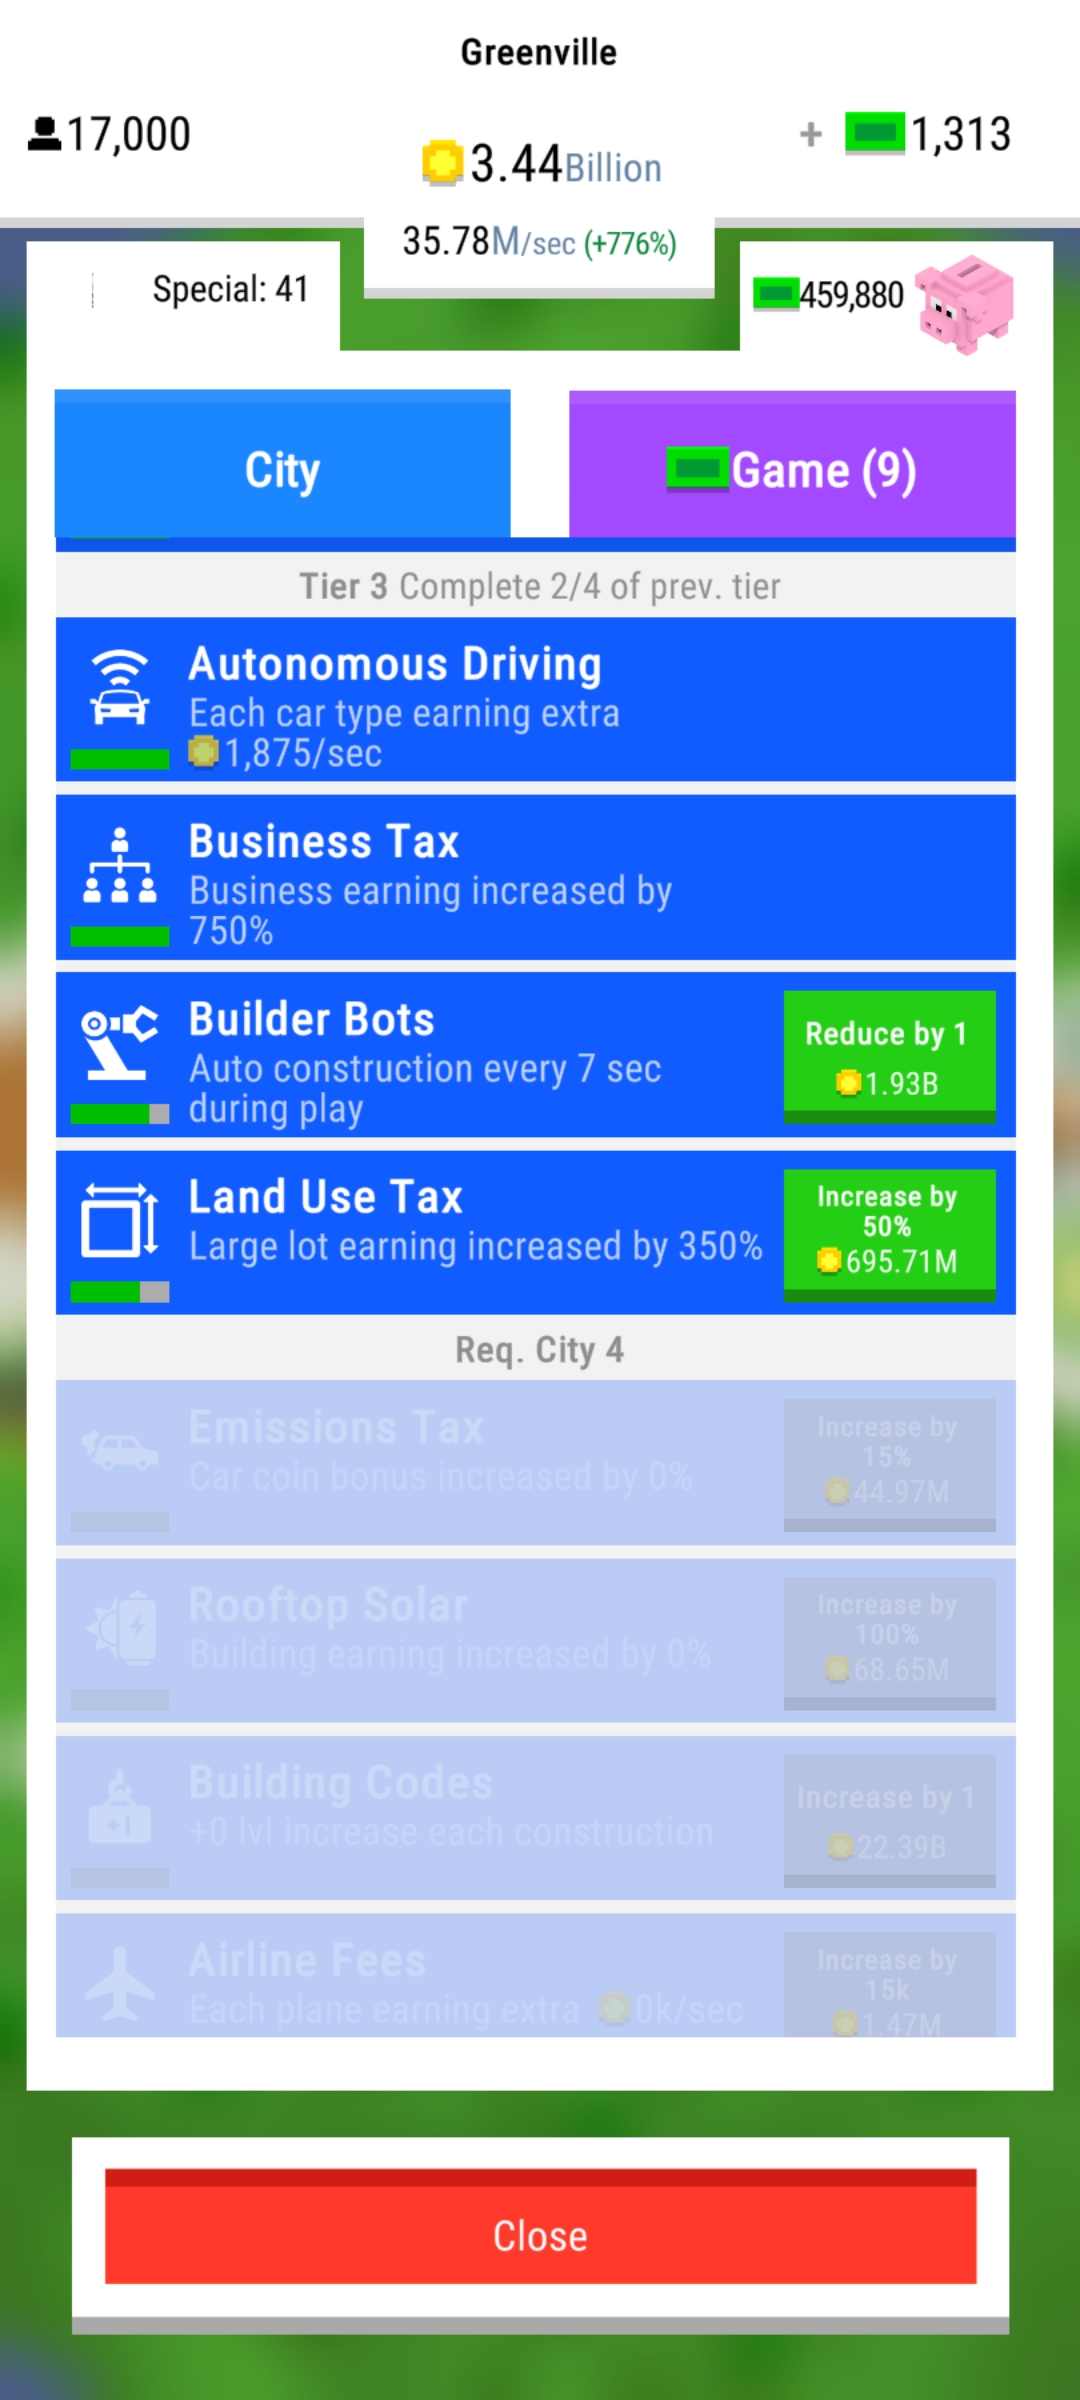 Greenville
17,000
3.44Billion
+ 1,313
35.78M/sec (+776%)
Special: 41
459,880
City
Game (9)
Tier 3 Complete 2/4 of prev. tier
Autonomous Driving
Each car type earning extra
1,875/sec
Business Tax
Business earning increased by
750%
Builder Bots
Auto construction every 7 sec
during play
Reduce by 1
1.93B
Land Use Tax
Large lot earning increased by 350%
Increase by
50%
695.71M
Req. City 4
Emissions Tax
Car coin bonus increased by 0%
Increase by
15%
44.97M
Rooftop Solar
Building earning increased by 0%
Increase by
100%
68.65M
Building Codes
+0 lvl increase each construction
+1
Increase by 1
22.39B
Airline Fees
Each plane earning extra 0k/sec
Increase by
15k
1.47M
Close